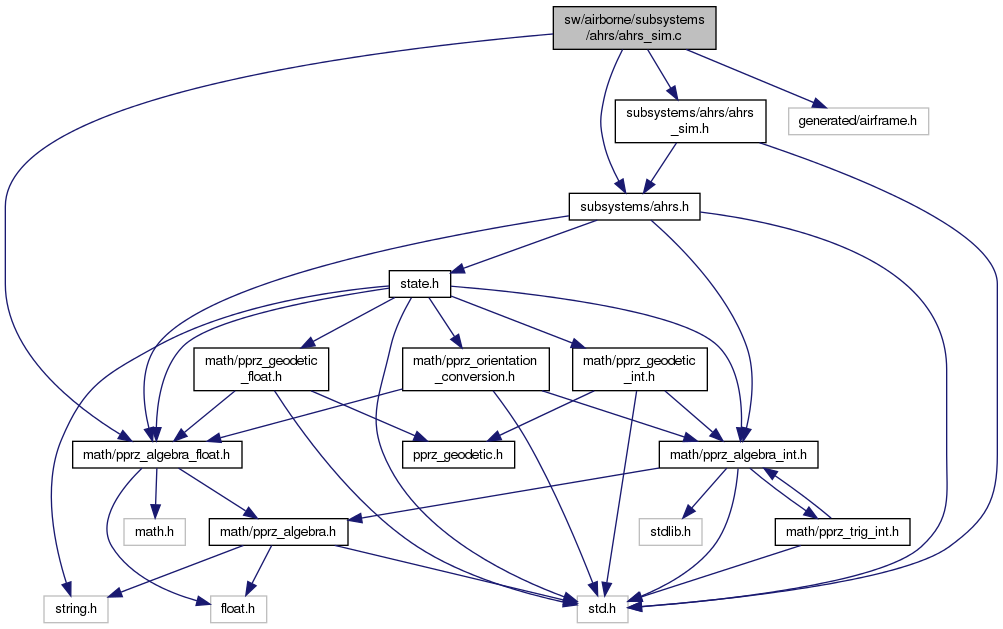 sw/airborne/subsystems
/ahrs/ahrs_sim.c
subsystems/ahrs/ahrs
_sim.h
generated/airframe.h
subsystems/ahrs.h
state.h
math/pprz_geodetic
_float.h
math/pprz_orientation
_conversion.h
math/pprz_geodetic
_int.h
math/pprz_algebra_float.h
pprz_geodetic.h
math/pprz_algebra_int.h
math.h
math/pprz_algebra.h
stdlib.h
math/pprz_trig_int.h
string.h
float.h
std.h